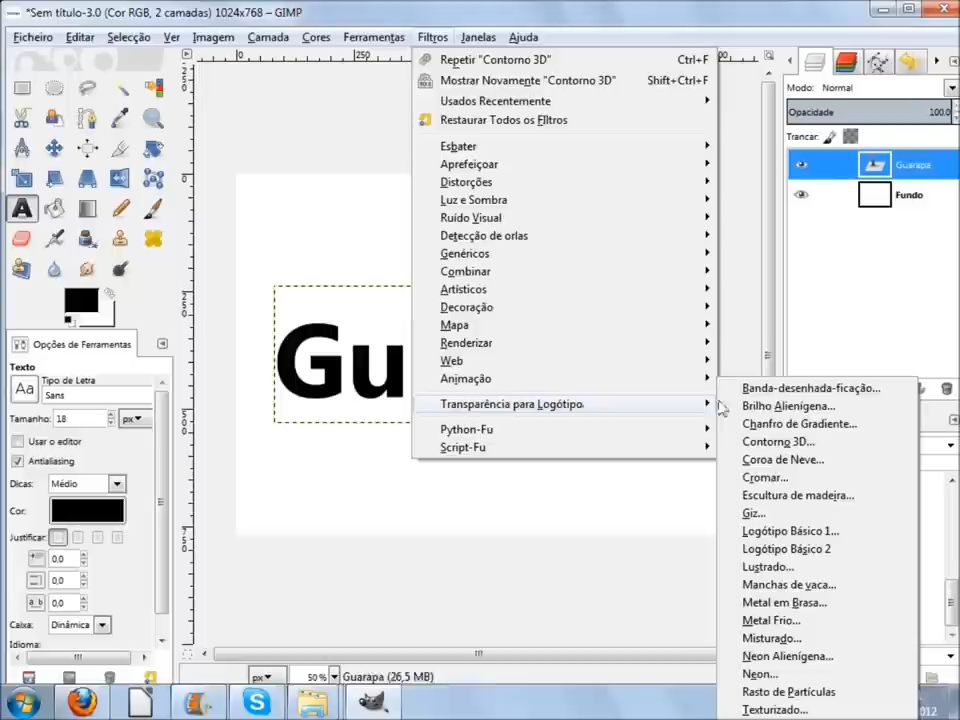 *Sem título-3.0 (Cor RGB, 2 camadas) 1024x768 – GIMP
Ficheiro Editar Selecção Ver Imagem Camada Cores Ferramentas Filtros Janelas Ajuda
0 250
Repetir "Contorno 3D" Ctrl+F
Mostrar Novamente "Contorno 3D" Shift+Ctrl+F
Usados Recentemente
Restaurar Todos os FIltros
Esbater
Aprefeiçoar
Distorções
Luz e Sombra
Ruído Visual
Detecção de orlas
Genéricos
Combinar
Artísticos
Decoração
Mapa
Renderizar
Web
Animação
Transparência para Logótipo
Python-Fu
Script-Fu
Banda-desenhada-ficação...
Brilho Alienígena...
Chanfro de Gradiente...
Contorno 3D...
Coroa de Neve...
Cromar...
Escultura de madeira...
Giz...
Logótipo Básico 1...
Logótipo Básico 2
Lustrado...
Manchas de vaca...
Metal em Brasa...
Metal Frio...
Misturado...
Neon Alienígena...
Neon...
Rasto de Partículas
Texturizado...
Modo: Normal
Opacidade 100.0
Trancar:
Guarapa
Fundo
Gu
Opções de Ferramentas
Texto
Aa
Tipo de Letra
Sans
Tamanho: 18 px
Usar o editor
Antialiasing
Dicas: Médio
Cor:
Justificar:
0,0
0,0
a b 0,0
Caixa: Dinâmica
Idioma:
px 50% Guarapa (26,5 MB)